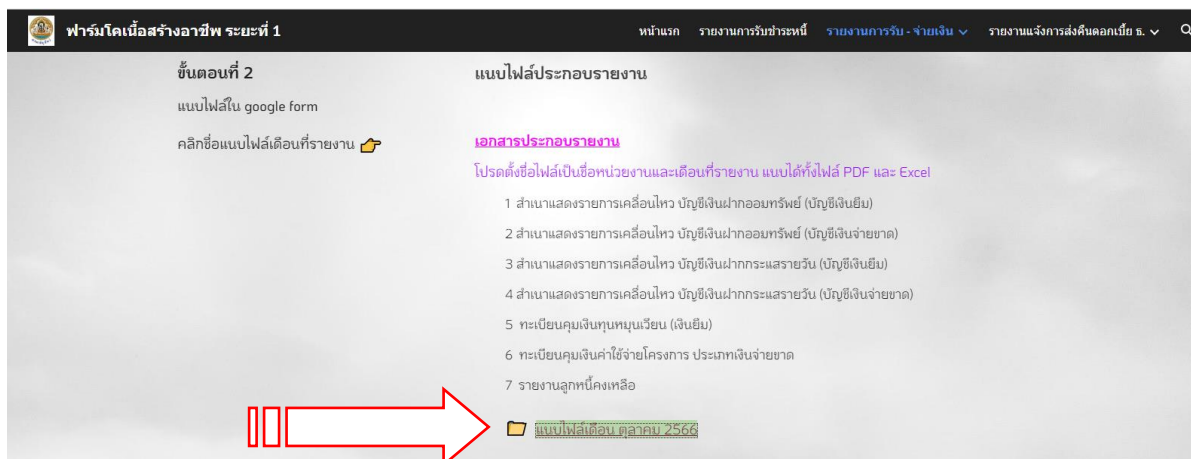 ฟาร์มโคเนื้อสร้างอาชีพ ระยะที่ 1
หน้าแรก รายงานการรับชำระหนี้ รายงานการรับ - จ่ายเงิน รายงานแจ้งการส่งคืนดอกเบี้ย ธ.
ขั้นตอนที่ 2
แนบไฟล์ใน google form
คลิกชื่อแนบไฟล์เดือนที่รายงาน
แนบไฟล์ประกอบรายงาน
เอกสารประกอบรายงาน
โปรดตั้งชื่อไฟล์เป็นชื่อหน่วยงานและเดือนที่รายงาน แนบได้ทั้งไฟล์ PDF และ Excel
1 สำเนาแสดงรายการเคลื่อนไหว บัญชีเงินฝากออมทรัพย์ (บัญชีเงินยืม)
2 สำเนาแสดงรายการเคลื่อนไหว บัญชีเงินฝากออมทรัพย์ (บัญชีเงินจ่ายขาด)
3 สำเนาแสดงรายการเคลื่อนไหว บัญชีเงินฝากกระแสรายวัน (บัญชีเงินยืม)
4 สำเนาแสดงรายการเคลื่อนไหว บัญชีเงินฝากกระแสรายวัน (บัญชีเงินจ่ายขาด)
5 ทะเบียนคุมเงินทุนหมุนเวียน (เงินยืม)
6 ทะเบียนคุมเงินค่าใช้จ่ายโครงการ ประเภทเงินจ่ายขาด
7 รายงานลูกหนี้คงเหลือ
แนบไฟล์เดือน ตุลาคม 2566